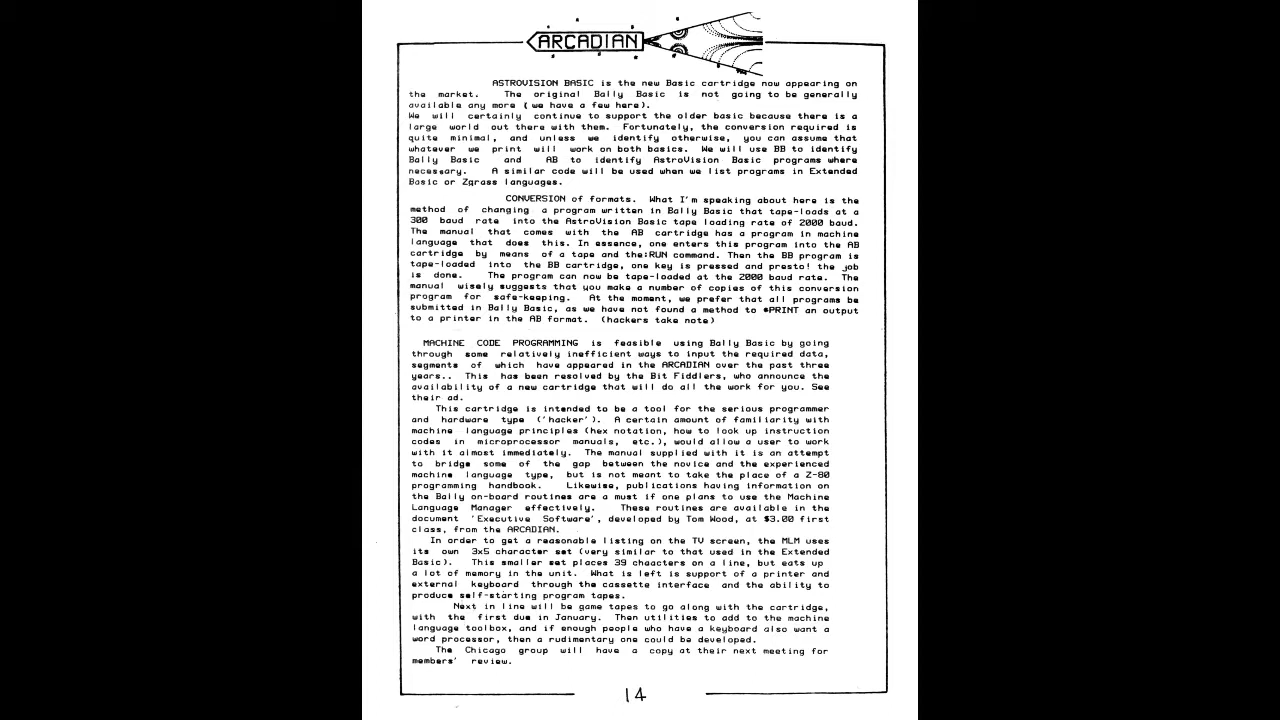 ARCADIAN
ASTROVISION BASIC is the new Basic cartridge now appearing on
the market. The original Bally Basic is not going to be generally
available any more ( we have a few here).
We will certainly continue to support the older basic because there is a
large world out there with them. Fortunately, the conversion required is
quite minimal, and unless we identify otherwise, you can assume that
whatever we print will work on both basics. We will use BB to identify
Bally Basic and AB to identify AstroVision Basic programs where
necessary. A similar code will be used when we list programs in Extended
Basic or Zgrass languages.
CONVERSION of formats. What I'm speaking about here is the
method of changing a program written in Bally Basic that tape-loads at a
300 baud rate into the AstroVision Basic tape loading rate of 2000 baud.
The manual that comes with the AB cartridge has a program in machine
language that does this. In essence, one enters this program into the AB
cartridge by means of a tape and the:RUN command. Then the BB program is
tape-loaded into the BB cartridge, one key is pressed and presto! the job
is done. The program can now be tape-loaded at the 2000 baud rate. The
manual wisely suggests that you make a number of copies of this conversion
program for safe-keeping. At the moment, we prefer that all programs be
submitted in Bally Basic, as we have not found a method to *PRINT an output
to a printer in the AB format. (hackers take note)
MACHINE CODE PROGRAMMING is feasible using Bally Basic by going
through some relatively inefficient ways to input the required data,
segments of which have appeared in the ARCADIAN over the past three
years.. This has been resolved by the Bit Fiddlers, who announce the
availability of a new cartridge that will do all the work for you. See
their ad.
This cartridge is intended to be a tool for the serious programmer
and hardware type ('hacker'). A certain amount of familiarity with
machine language principles (hex notation, how to look up instruction
codes in microprocessor manuals, etc.), would allow a user to work
with it almost immediately. The manual supplied with it is an attempt
to bridge some of the gap between the novice and the experienced
machine language type, but is not meant to take the place of a Z-80
programming handbook. Likewise, publications having information on
the Bally on-board routines are a must if one plans to use the Machine
Language Manager effectively. These routines are available in the
document 'Executive Software', developed by Tom Wood, at $3.00 first
class, from the ARCADIAN.
In order to get a reasonable listing on the TV screen, the MLM uses
its own 3x5 character set (very similar to that used in the Extended
Basic). This smaller set places 39 chaacters on a line, but eats up
a lot of memory in the unit. What is left is support of a printer and
external keyboard through the cassette interface and the ability to
produce self-starting program tapes.
Next in line will be game tapes to go along with the cartridge,
with the first due in January. Then utilities to add to the machine
language toolbox, and if enough people who have a keyboard also want a
word processor, then a rudimentary one could be developed.
The Chicago group will have a copy at their next meeting for
members' review.
14